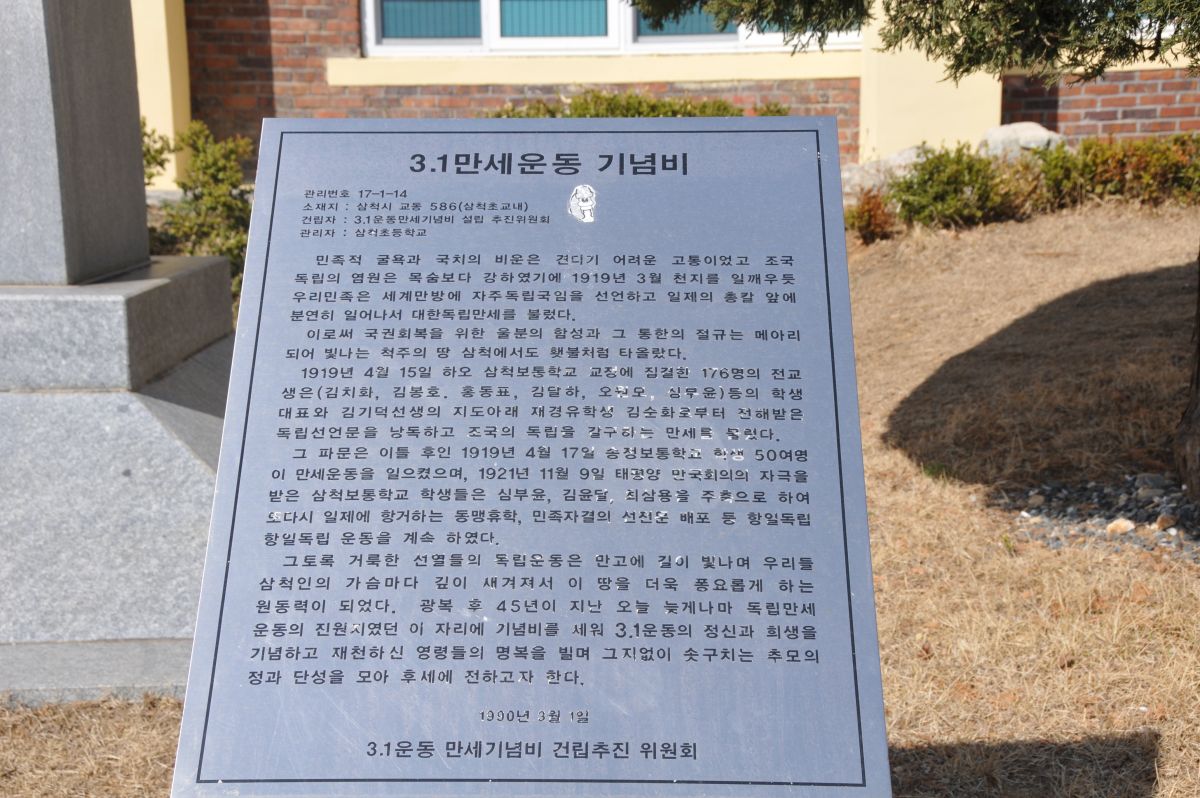 3.1만세운동 기념비
관리번호 17-1-14
소재지 : 삼척시 교동 586(삼척초교내)
건립자 : 3.1운동만세기념비 설립 추진위원회
관리자 : 삼척초등학교
민족적 굴욕과 국치의 비운은 견디기 어려운 고통이었고 조국
독립의 염원은 목숨보다 강하였기에 1919년 3월 천지를 일깨우듯
우리민족은 세계만방에 자주독립국임을 선언하고 일제의 총칼 앞에
분연히 일어나서 대한독립만세를 불렀다.
이로써 국권회복을 위한 울분의 함성과 그 통한의 절규는 메아리
되어 빛나는 척주의 땅 삼척에서도 횃불처럼 타올랐다.
1919년 4월 15일 하오 삼척보통학교 교정에 집결한 176명의 전교
생은(김치화, 김봉호, 홍동표, 김달하, 오원모, 심부윤)등의 학생
대표와 김기덕선생의 지도아래 재경유학생 김순화로부터 전해받은
독립선언문을 낭독하고 조국의 독립을 갈구하는 만세를 불렀다.
그 파문은 이틀 후인 1919년 4월 17일 송정보통학교 학생 50여명
이 만세운동을 일으켰으며, 1921년 11월 9일 태평양 만국회의의 자극을
받은 삼척보통학교 학생들은 심부윤, 김윤달, 최삼용을 주축으로 하여
또다시 일제에 항거하는 동맹휴학, 민족자결의 선전문 배포 등 항일독립
항일독립 운동을 계속 하였다.
그토록 거룩한 선열들의 독립운동은 만고에 길이 빛나며 우리들
삼척인의 가슴마다 깊이 새겨져서 이 땅을 더욱 풍요롭게 하는
원동력이 되었다. 광복 후 45년이 지난 오늘 늦게나마 독립만세
운동의 진원지였던 이 자리에 기념비를 세워 3.1운동의 정신과 희생을
기념하고 재천하신 영령들의 명복을 빌며 그지없이 솟구치는 추모의
정과 단성을 모아 후세에 전하고자 한다.
1990년 3월 1일
3.1운동 만세기념비 건립추진 위원회